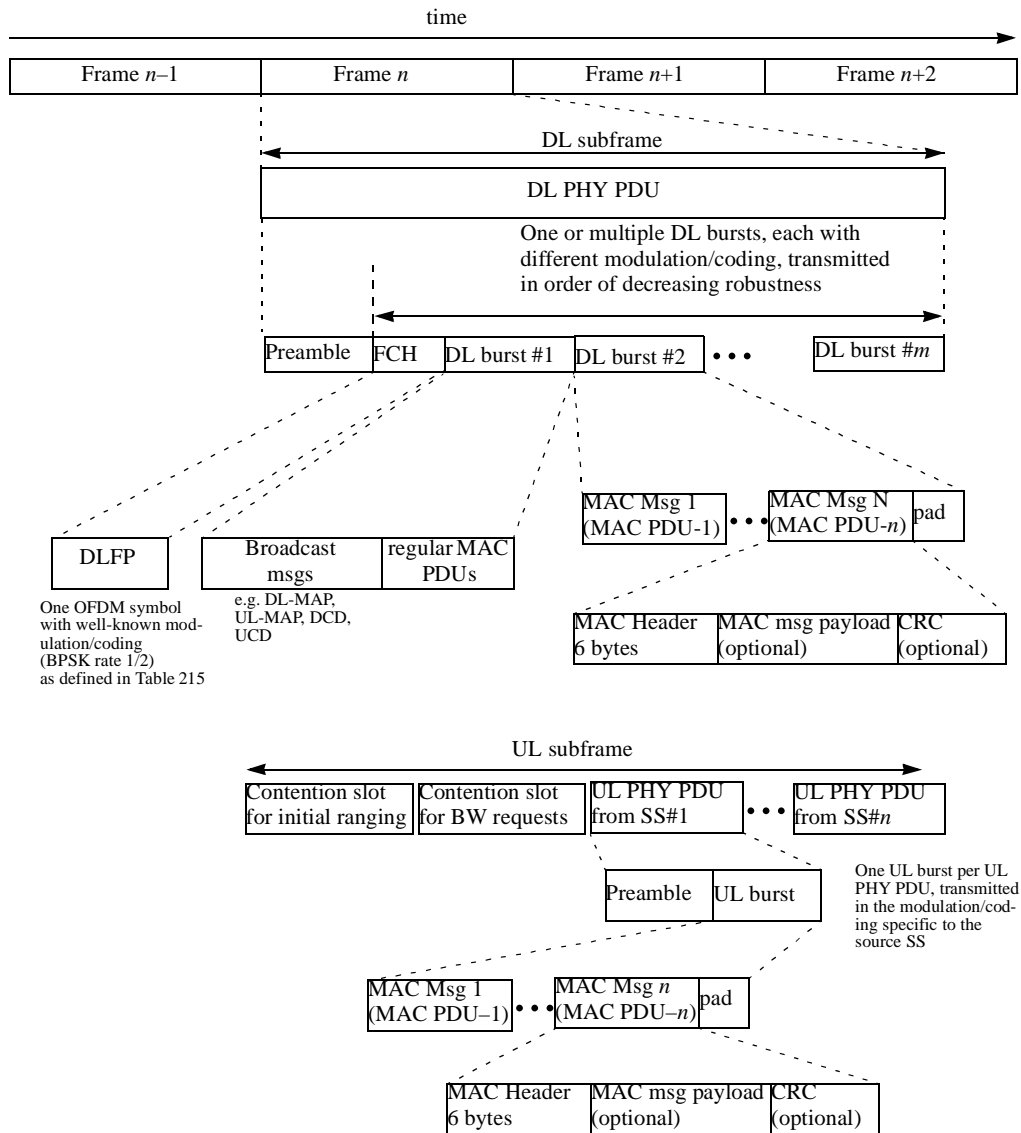 time
Frame n–1
Frame n
Frame n+1
Frame n+2
DL subframe
DL PHY PDU
One or multiple DL bursts, each with
different modulation/coding, transmitted
in order of decreasing robustness
Preamble
FCH
DL burst #1
DL burst #2
•••
DL burst #m
MAC Msg 1
(MAC PDU-1)
•••
MAC Msg N
(MAC PDU-n)
pad
DLFP
Broadcast
msgs
regular MAC
PDUs
One OFDM symbol
with well-known mod-
ulation/coding
(BPSK rate 1/2)
as defined in Table 215
e.g. DL-MAP,
UL-MAP, DCD,
UCD
MAC Header
6 bytes
MAC msg payload
(optional)
CRC
(optional)
UL subframe
Contention slot
for initial ranging
Contention slot
for BW requests
UL PHY PDU
from SS#1
•••
UL PHY PDU
from SS#n
Preamble
UL burst
One UL burst per UL
PHY PDU, transmitted
in the modulation/cod-
ing specific to the
source SS
MAC Msg 1
(MAC PDU–1)
•••
MAC Msg n
(MAC PDU–n)
pad
MAC Header
6 bytes
MAC msg payload
(optional)
CRC
(optional)